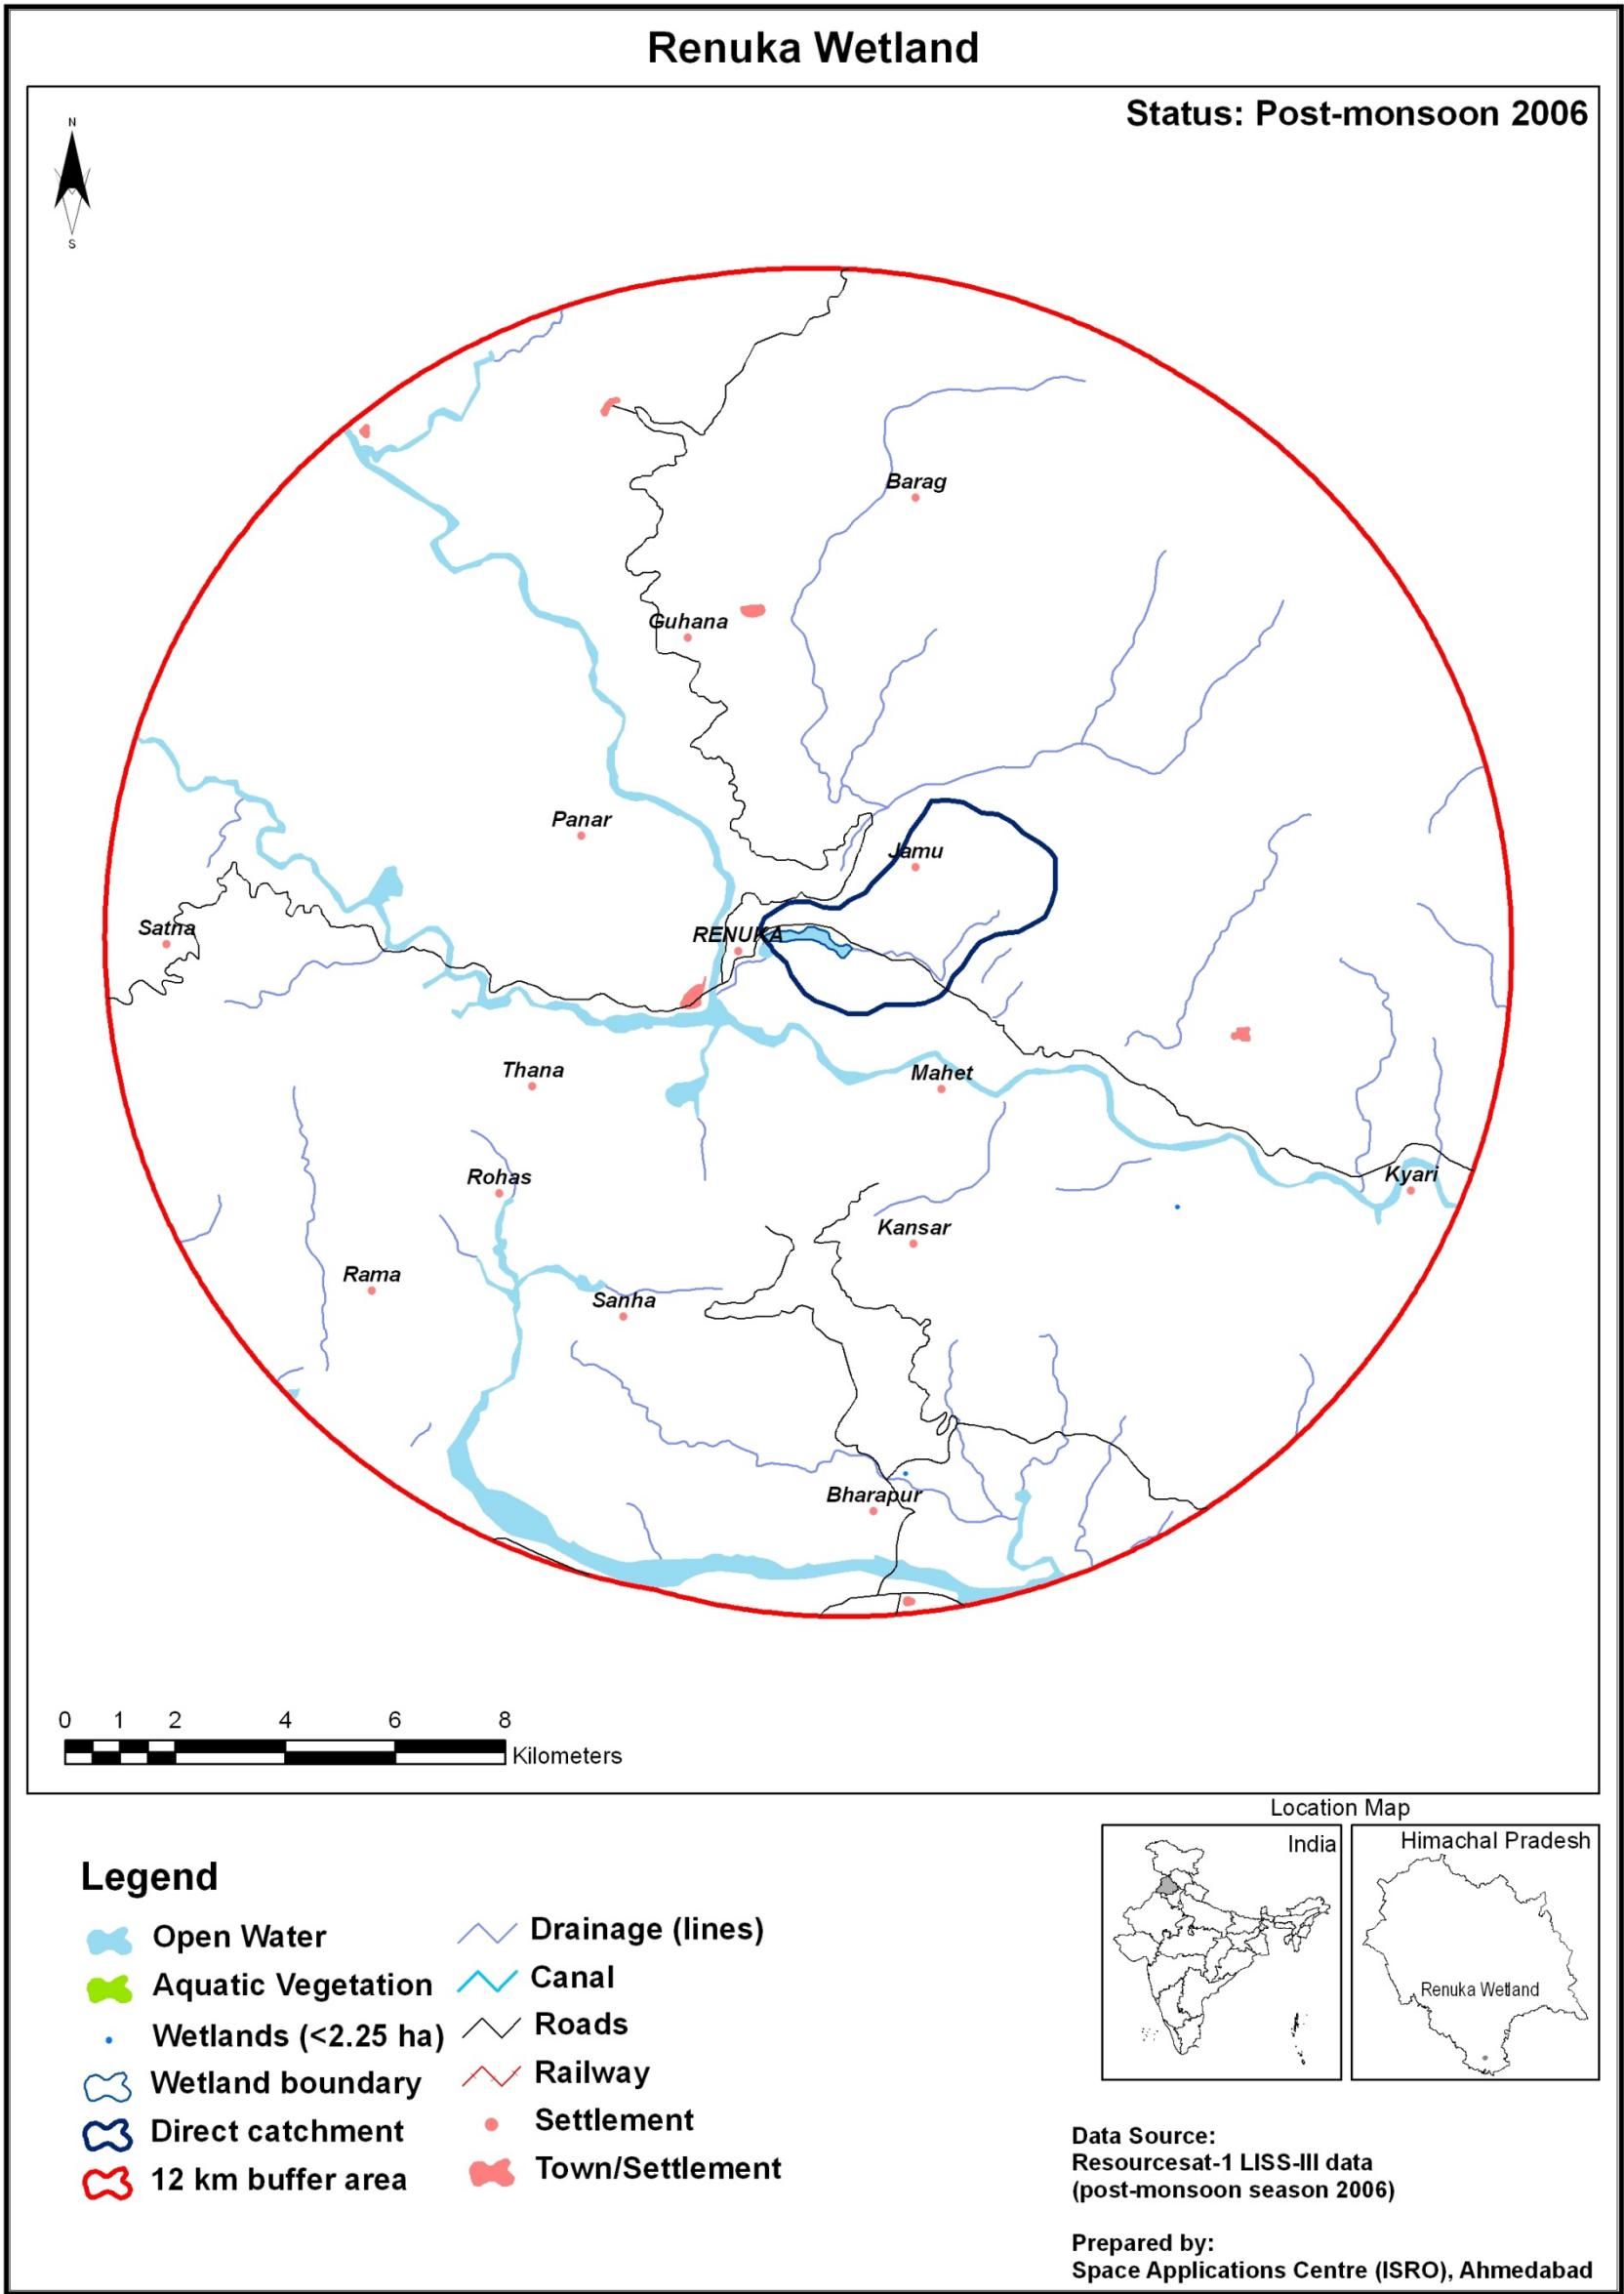 Renuka Wetland
Status: Post-monsoon 2006
N
S
Barag
Guhana
Panar
Jamu
Satha
RENUKA
Thana
Mahet
Rohas
Kyari
Kansar
Rama
Sanha
Bharapur
0 1 2 4 6 8
Kilometers
Location Map
India
Himachal Pradesh
Renuka Wetland
Legend
Open Water
Aquatic Vegetation
Wetlands (<2.25 ha)
Wetland boundary
Direct catchment
12 km buffer area
Drainage (lines)
Canal
Roads
Railway
Settlement
Town/Settlement
Data Source:
Resourcesat-1 LISS-III data
(post-monsoon season 2006)
Prepared by:
Space Applications Centre (ISRO), Ahmedabad